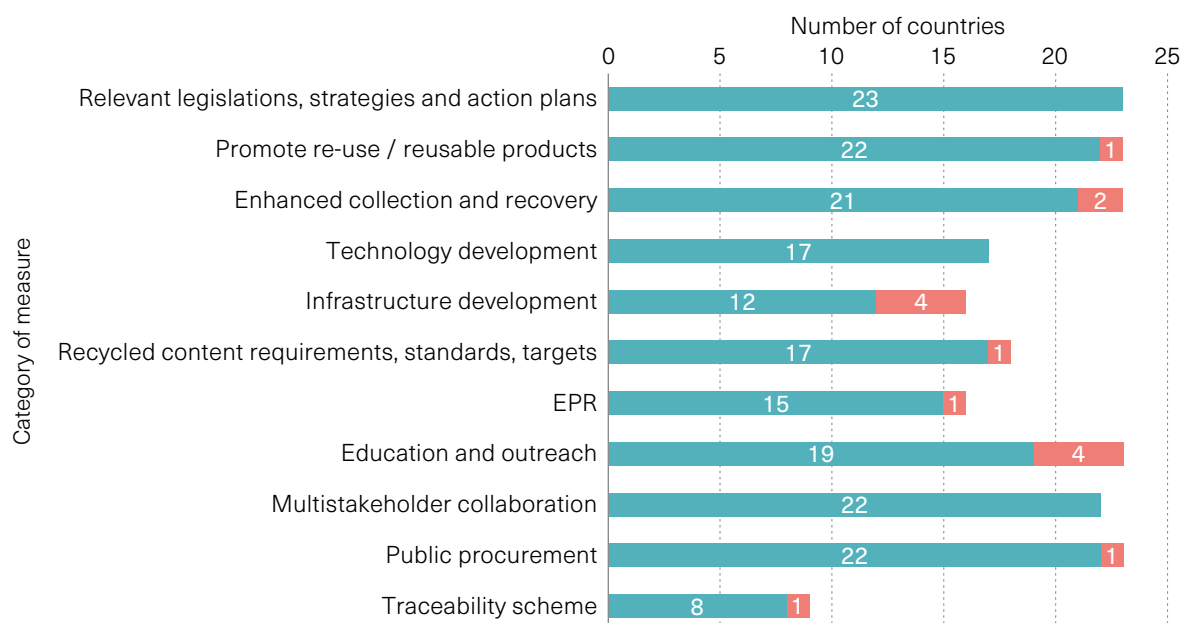 Number of countries
0 5 10 15 20 25
Category of measure
Relevant legislations, strategies and action plans 23
Promote re-use / reusable products 22 1
Enhanced collection and recovery 21 2
Technology development 17
Infrastructure development 12 4
Recycled content requirements, standards, targets 17 1
EPR 15 1
Education and outreach 19 4
Multistakeholder collaboration 22
Public procurement 22 1
Traceability scheme 8 1